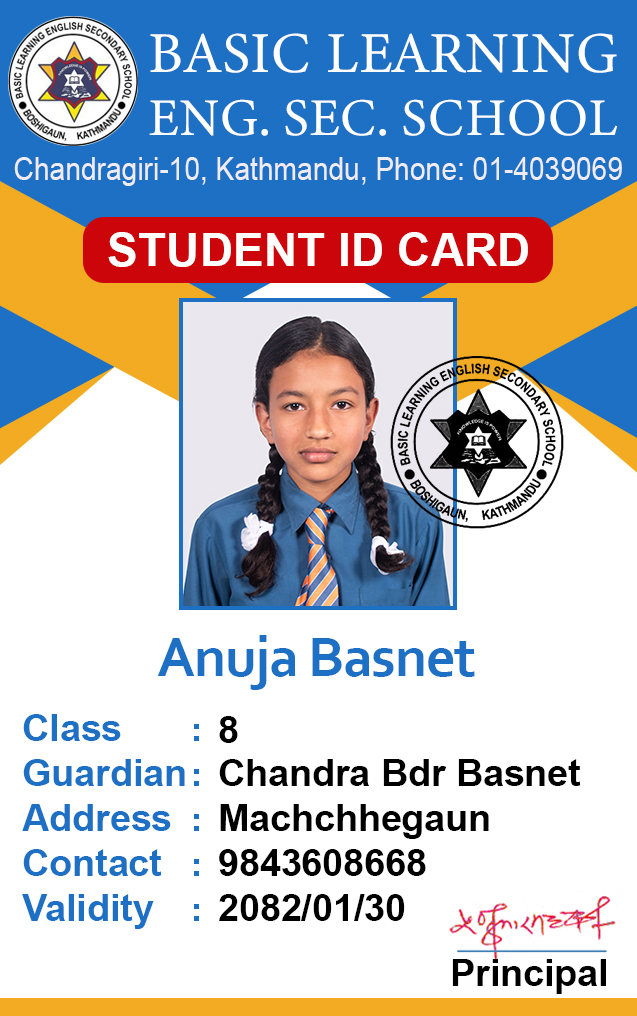 BASIC LEARNING ENGLISH SECONDARY SCHOOL
BOSHIGAUN, KATHMANDU
BASIC LEARNING
ENG. SEC. SCHOOL
Chandragiri-10, Kathmandu, Phone: 01-4039069
STUDENT ID CARD
BASIC LEARNING ENGLISH SECONDARY SCHOOL
KNOWLEDGE IS POWER
BOSHIGAUN, KATHMANDU
Anuja Basnet
Class : 8
Guardian : Chandra Bdr Basnet
Address : Machchhegaun
Contact : 9843608668
Validity : 2082/01/30
Principal